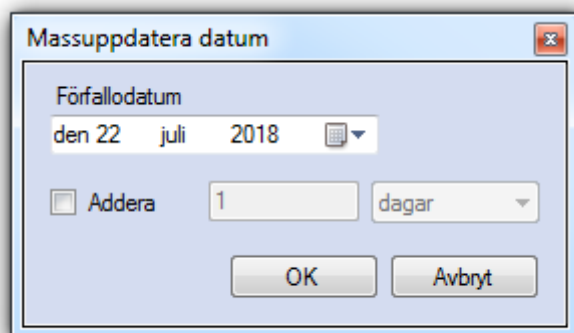 Massuppdatera datum
Förfallodatum
den 22 juli 2018
Addera 1 dagar
OK Avbryt